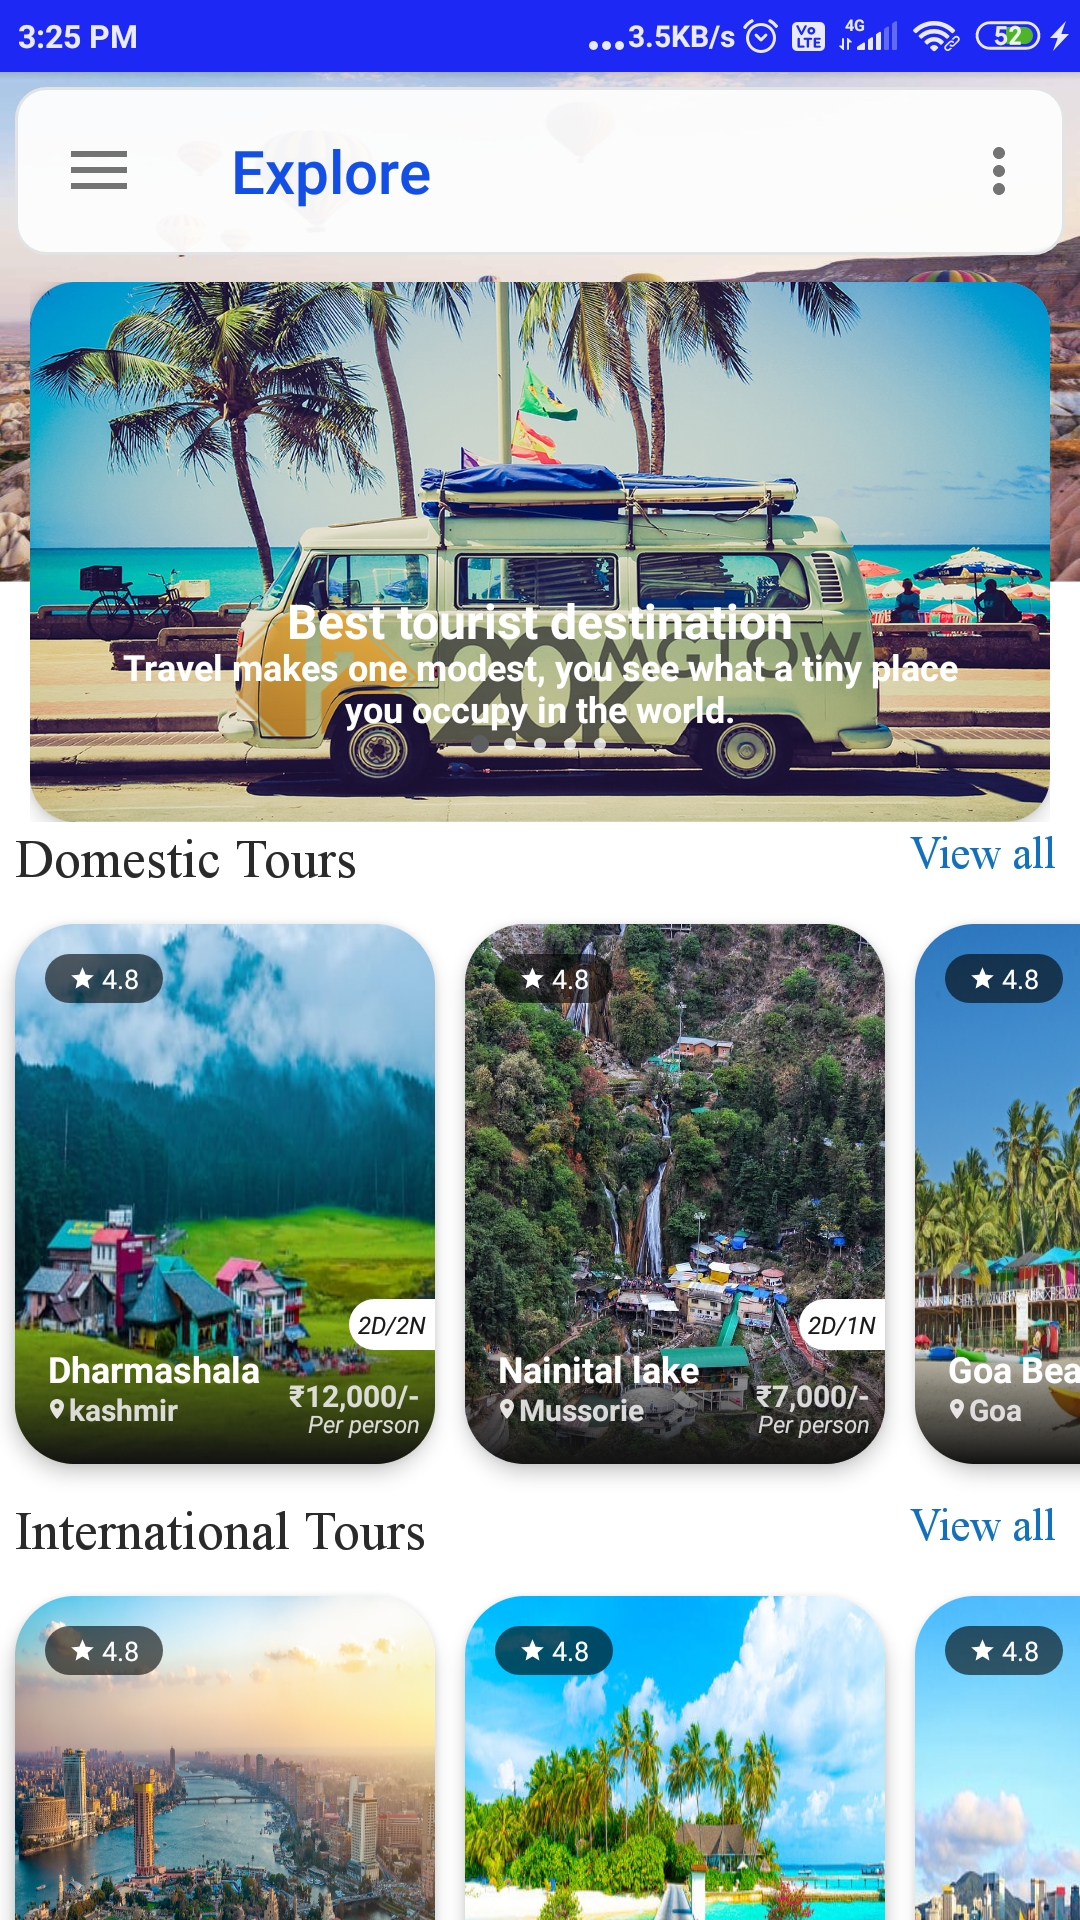 3:25 PM
...3.5KB/s
Vo
LTE
4G
52
Explore
Best tourist destination
Travel makes one modest, you see what a tiny place
you occupy in the world.
20K
MGLOW
VISA
Domestic Tours
View all
4.8
4.8
4.8
2D/2N
2D/1N
Dharmashala
kashmir
₹12,000/-
Per person
Nainital lake
Mussorie
₹7,000/-
Per person
Goa Bea
Goa
International Tours
View all
4.8
4.8
4.8